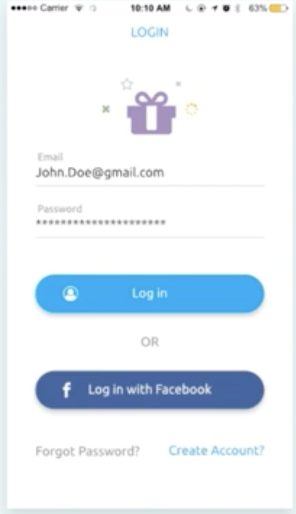 Carrier 10:10 AM 63%
LOGIN
Email
John.Doe@gmail.com
Password
**********************
Log in
OR
f Log in with Facebook
Forgot Password? Create Account?